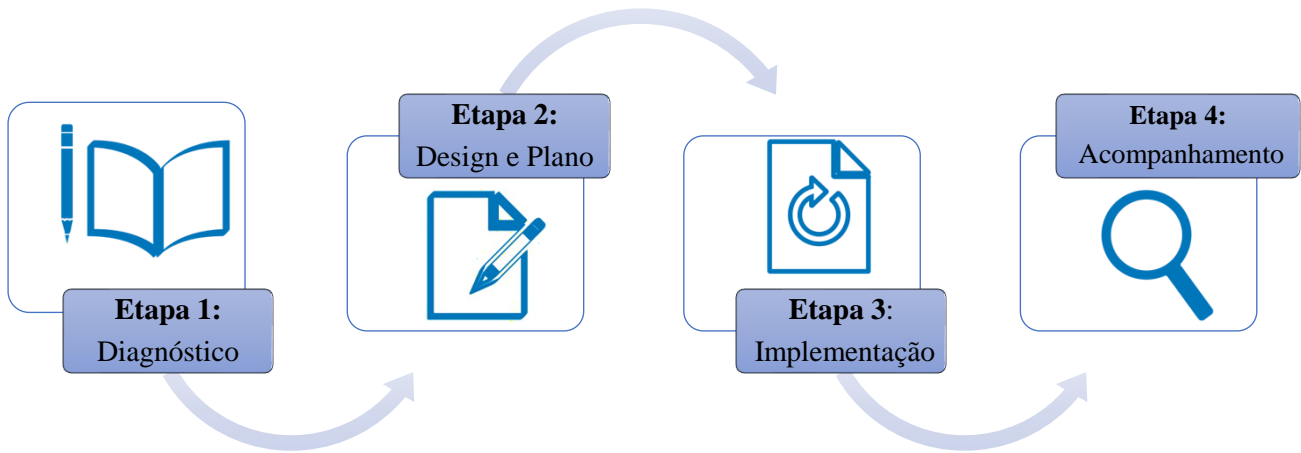 Etapa 1:
Diagnóstico
Etapa 2:
Design e Plano
Etapa 3:
Implementação
Etapa 4:
Acompanhamento